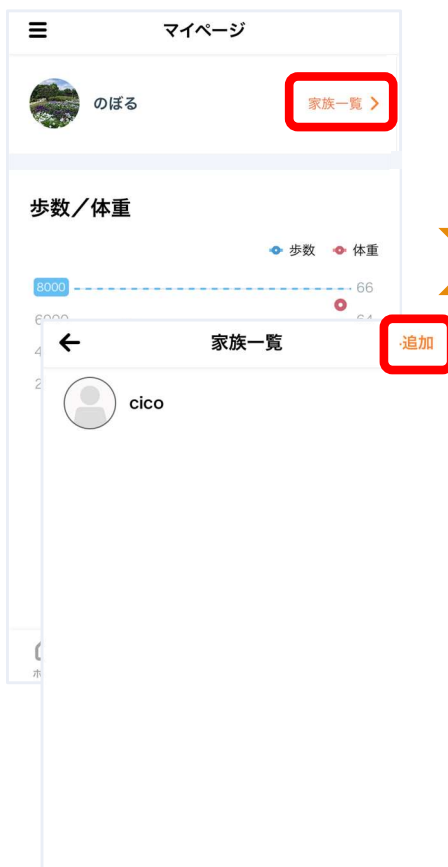 マイページ
のぼる
家族一覧
歩数／体重
歩数 体重
8000 66
家族一覧
追加
cico